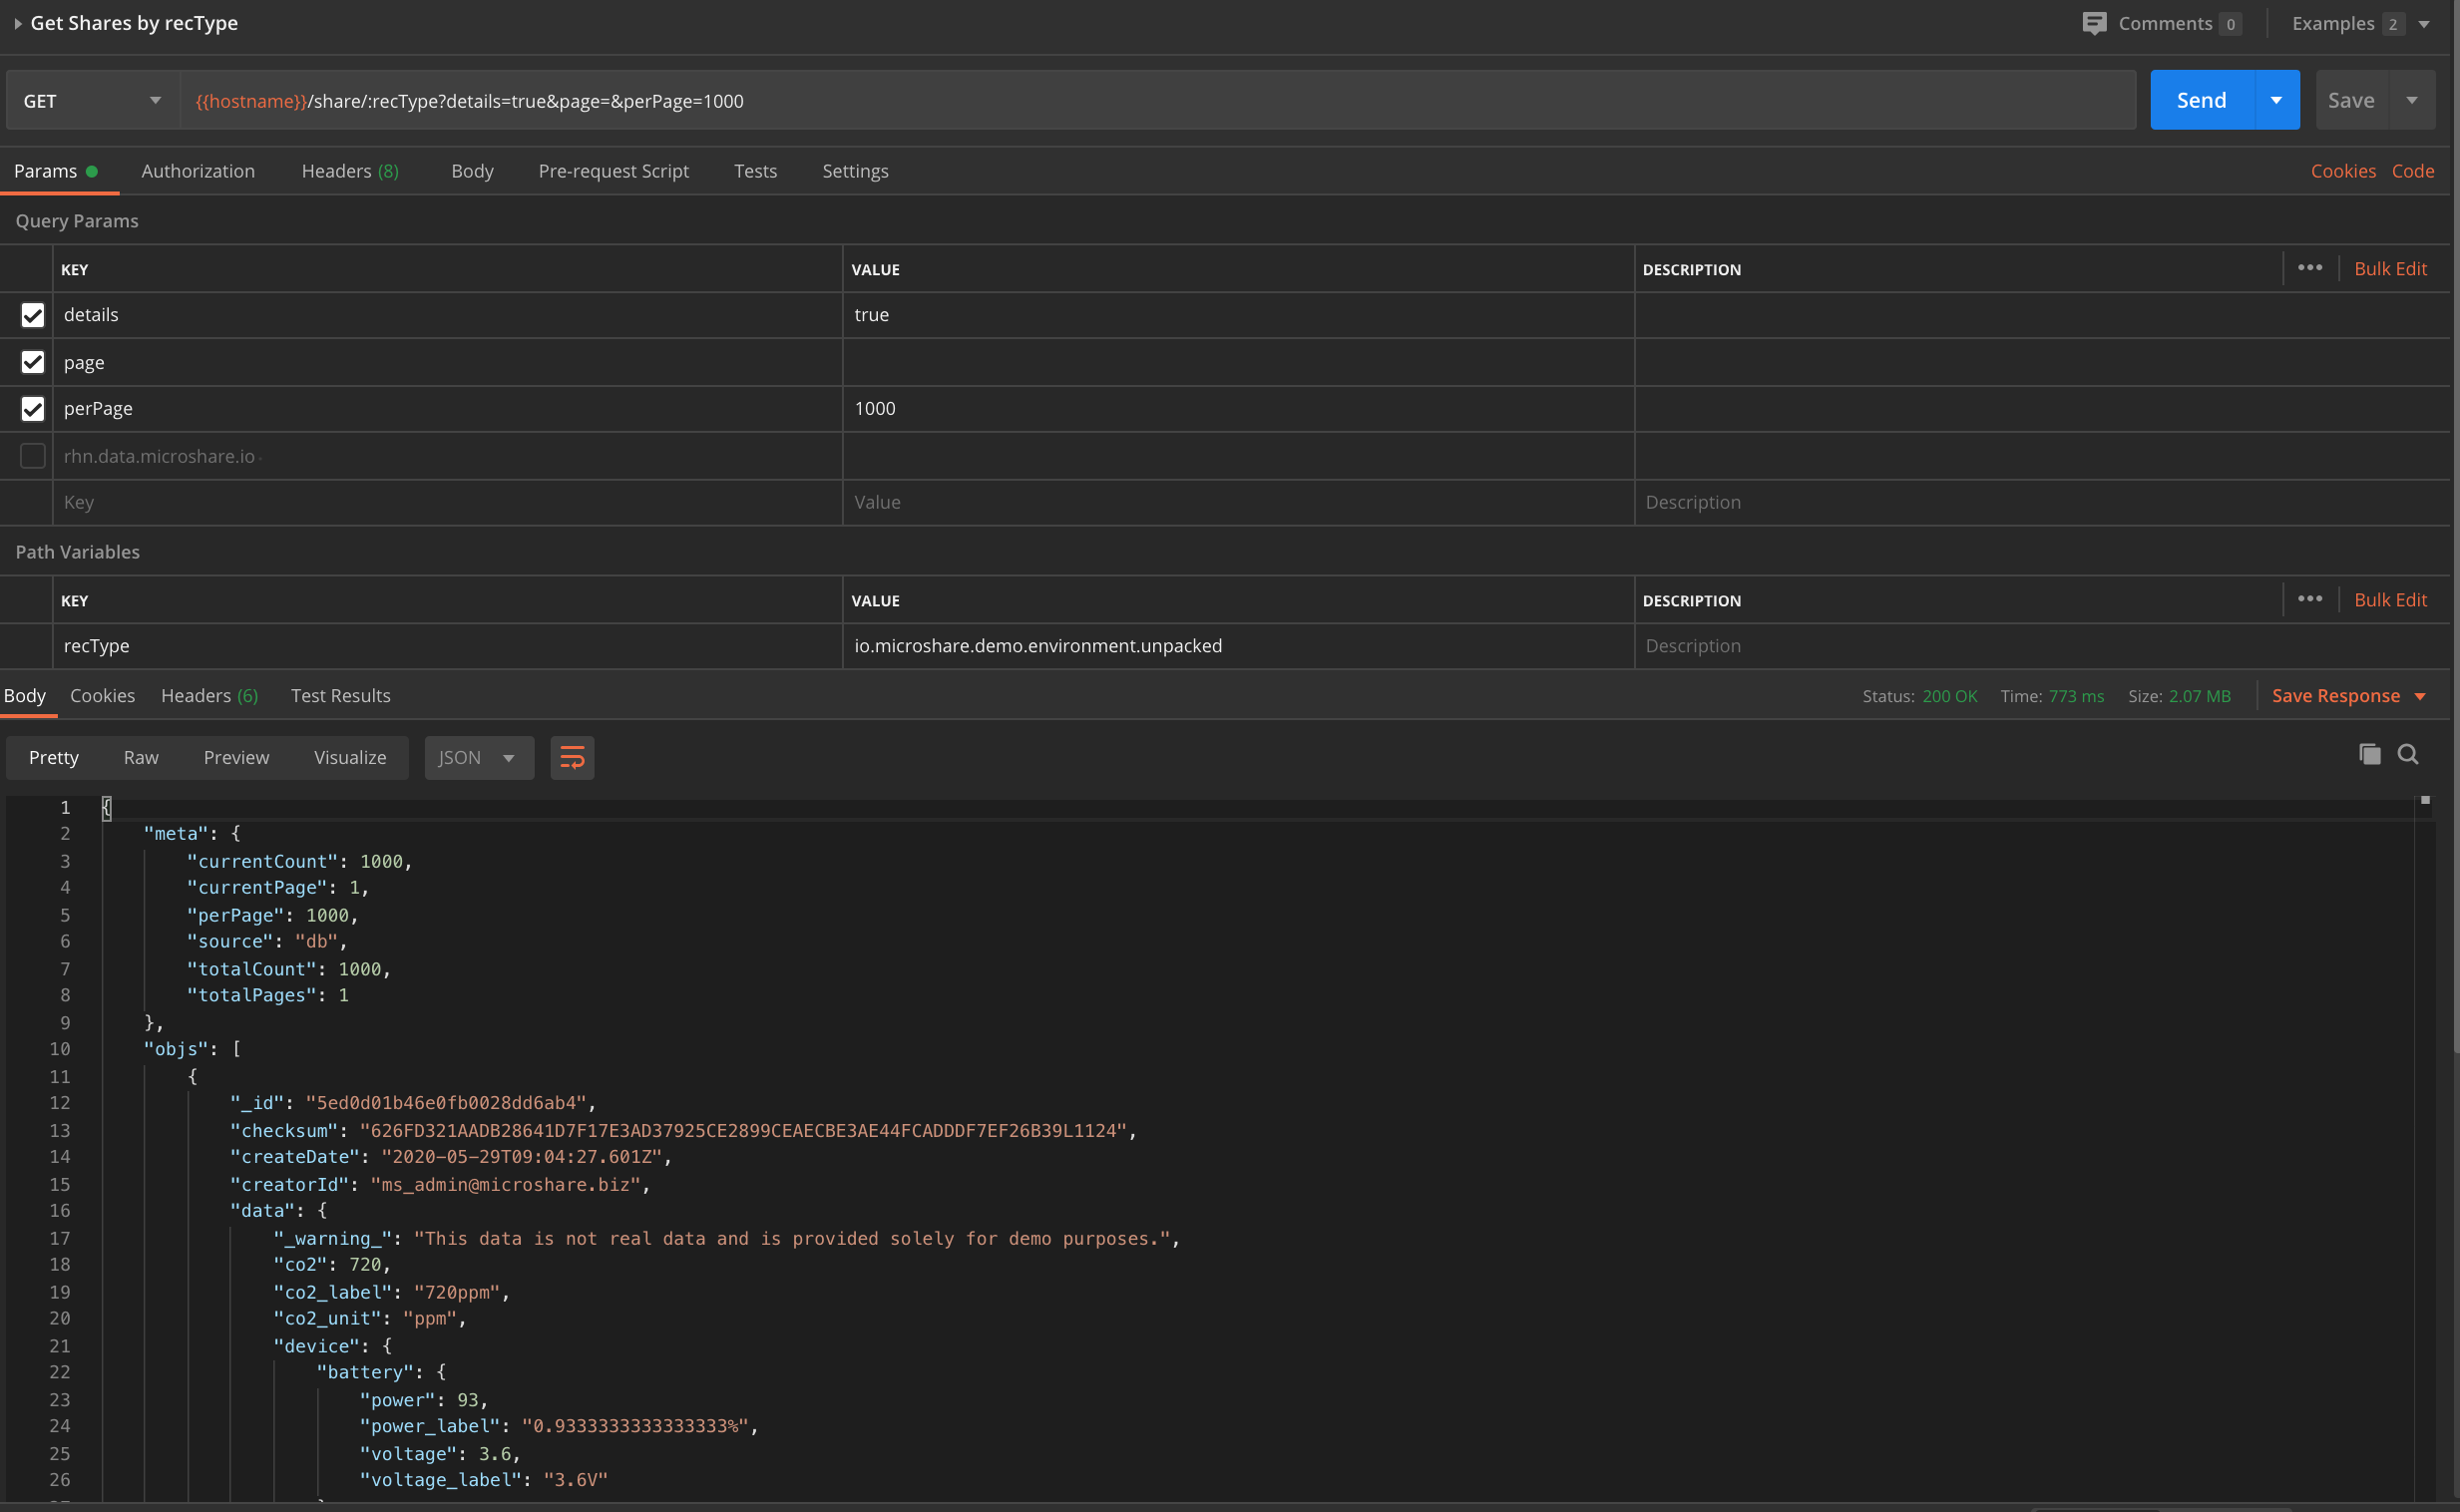 Get Shares by recType
Comments 0 Examples 2
GET {{hostname}}/share/:recType?details=true&page=&perPage=1000 Send Save
Params Authorization Headers (8) Body Pre-request Script Tests Settings Cookies Code
Query Params
KEY VALUE DESCRIPTION ••• Bulk Edit
details true
page
perPage 1000
rhn.data.microshare.io
Key Value Description
Path Variables
KEY VALUE DESCRIPTION ••• Bulk Edit
recType io.microshare.demo.environment.unpacked Description
Body Cookies Headers (6) Test Results Status: 200 OK Time: 773 ms Size: 2.07 MB Save Response
Pretty Raw Preview Visualize JSON
1 {
2 "meta": {
3 "currentCount": 1000,
4 "currentPage": 1,
5 "perPage": 1000,
6 "source": "db",
7 "totalCount": 1000,
8 "totalPages": 1
9 },
10 "objs": [
11 {
12 "_id": "5ed0d01b46e0fb0028dd6ab4",
13 "checksum": "626FD321AADB28641D7F17E3AD37925CE2899CEAECBE3AE44FCADDDF7EF26B39L1124",
14 "createDate": "2020-05-29T09:04:27.601Z",
15 "creatorId": "ms_admin@microshare.biz",
16 "data": {
17 "_warning_": "This data is not real data and is provided solely for demo purposes.",
18 "co2": 720,
19 "co2_label": "720ppm",
20 "co2_unit": "ppm",
21 "device": {
22 "battery": {
23 "power": 93,
24 "power_label": "0.9333333333333333%",
25 "voltage": 3.6,
26 "voltage_label": "3.6V"